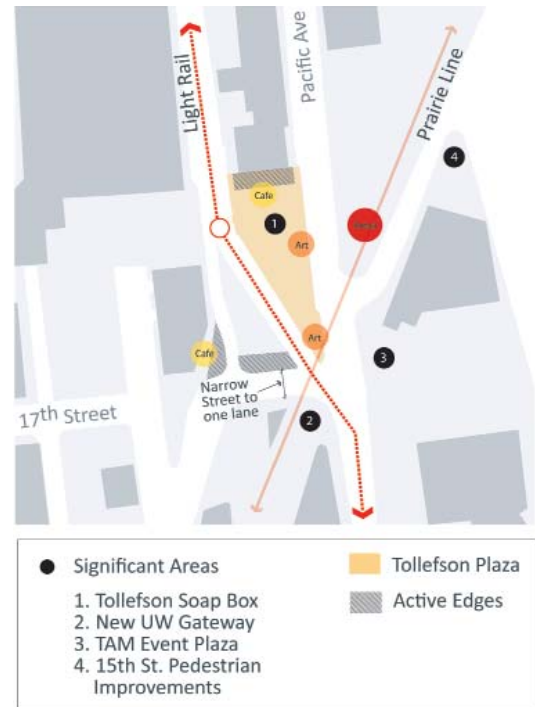 Light Rail
Pacific Ave
Prairie Line
4
Cafe
1
Art
Art
Cafe
3
Narrow
Street to
one lane
17th Street
2
Significant Areas
1. Tollefson Soap Box
2. New UW Gateway
3. TAM Event Plaza
4. 15th St. Pedestrian
Improvements
Tollefson Plaza
Active Edges